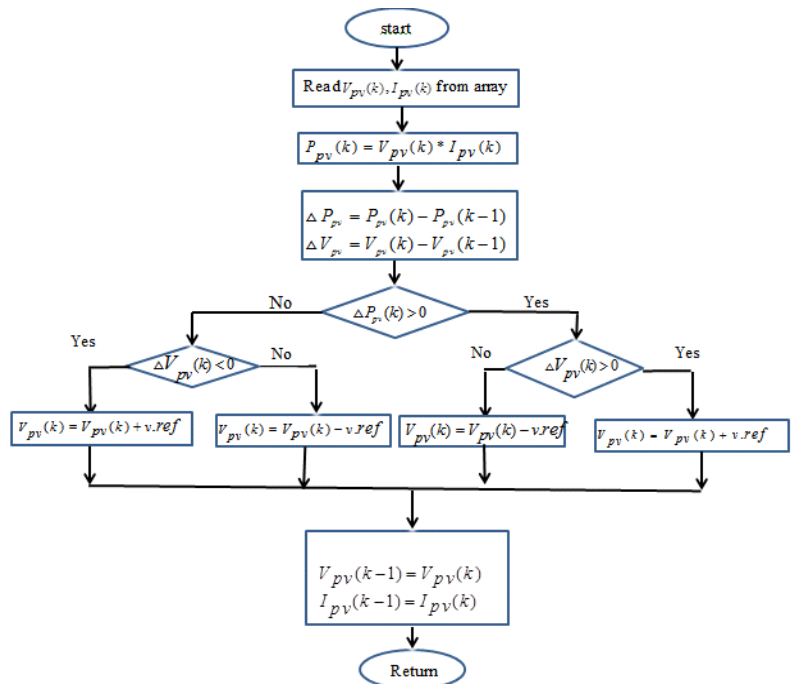 start
Read V_pv(k), I_pv(k) from array
P_pv(k) = V_pv(k) * I_pv(k)
△ P_pv = P_pv(k) − P_pv(k−1)
△ V_pv = V_pv(k) − V_pv(k−1)
No
△P_pv(k) > 0
Yes
Yes
△V_pv(k) < 0
No
No
△V_pv(k) > 0
Yes
V_pv(k) = V_pv(k) + v.ref
V_pv(k) = V_pv(k) − v.ref
V_pv(k) = V_pv(k) − v.ref
V_pv(k) = V_pv(k) + v.ref
V_pv(k−1) = V_pv(k)
I_pv(k−1) = I_pv(k)
Return